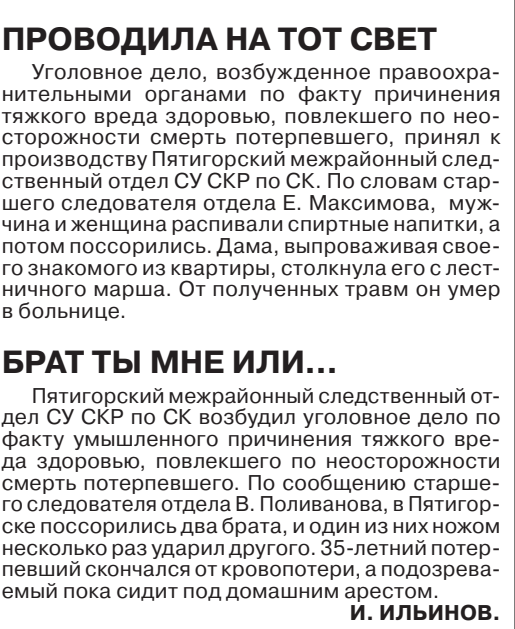 ПРОВОДИЛА НА ТОТ СВЕТ
Уголовное дело, возбужденное правоохра-
нительными органами по факту причинения
тяжкого вреда здоровью, повлекшего по нео-
сторожности смерть потерпевшего, принял к
производству Пятигорский межрайонный след-
ственный отдел СУ СКР по СК. По словам стар-
шего следователя отдела Е. Максимова, муж-
чина и женщина распивали спиртные напитки, а
потом поссорились. Дама, выпроваживая свое-
го знакомого из квартиры, столкнула его с лест-
ничного марша. От полученных травм он умер
в больнице.
БРАТ ТЫ МНЕ ИЛИ...
Пятигорский межрайонный следственный от-
дел СУ СКР по СК возбудил уголовное дело по
факту умышленного причинения тяжкого вре-
да здоровью, повлекшего по неосторожности
смерть потерпевшего. По сообщению старше-
го следователя отдела В. Поливанова, в Пятигор-
ске поссорились два брата, и один из них ножом
несколько раз ударил другого. 35-летний потер-
певший скончался от кровопотери, а подозревае-
мый пока сидит под домашним арестом.
И. ИЛЬИНОВ.